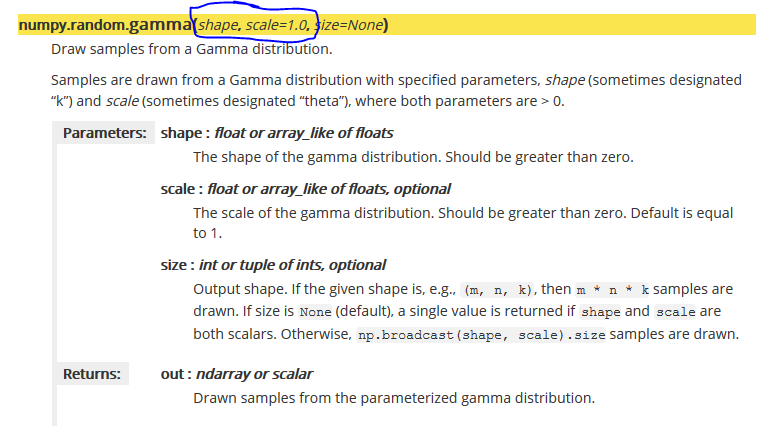 numpy.random.gamma(shape, scale=1.0, size=None)
Draw samples from a Gamma distribution.
Samples are drawn from a Gamma distribution with specified parameters, shape (sometimes designated
“k”) and scale (sometimes designated “theta”), where both parameters are > 0.
Parameters: shape : float or array_like of floats
The shape of the gamma distribution. Should be greater than zero.
scale : float or array_like of floats, optional
The scale of the gamma distribution. Should be greater than zero. Default is equal
to 1.
size : int or tuple of ints, optional
Output shape. If the given shape is, e.g., (m, n, k), then m * n * k samples are
drawn. If size is None (default), a single value is returned if shape and scale are
both scalars. Otherwise, np.broadcast(shape, scale).size samples are drawn.
Returns: out : ndarray or scalar
Drawn samples from the parameterized gamma distribution.